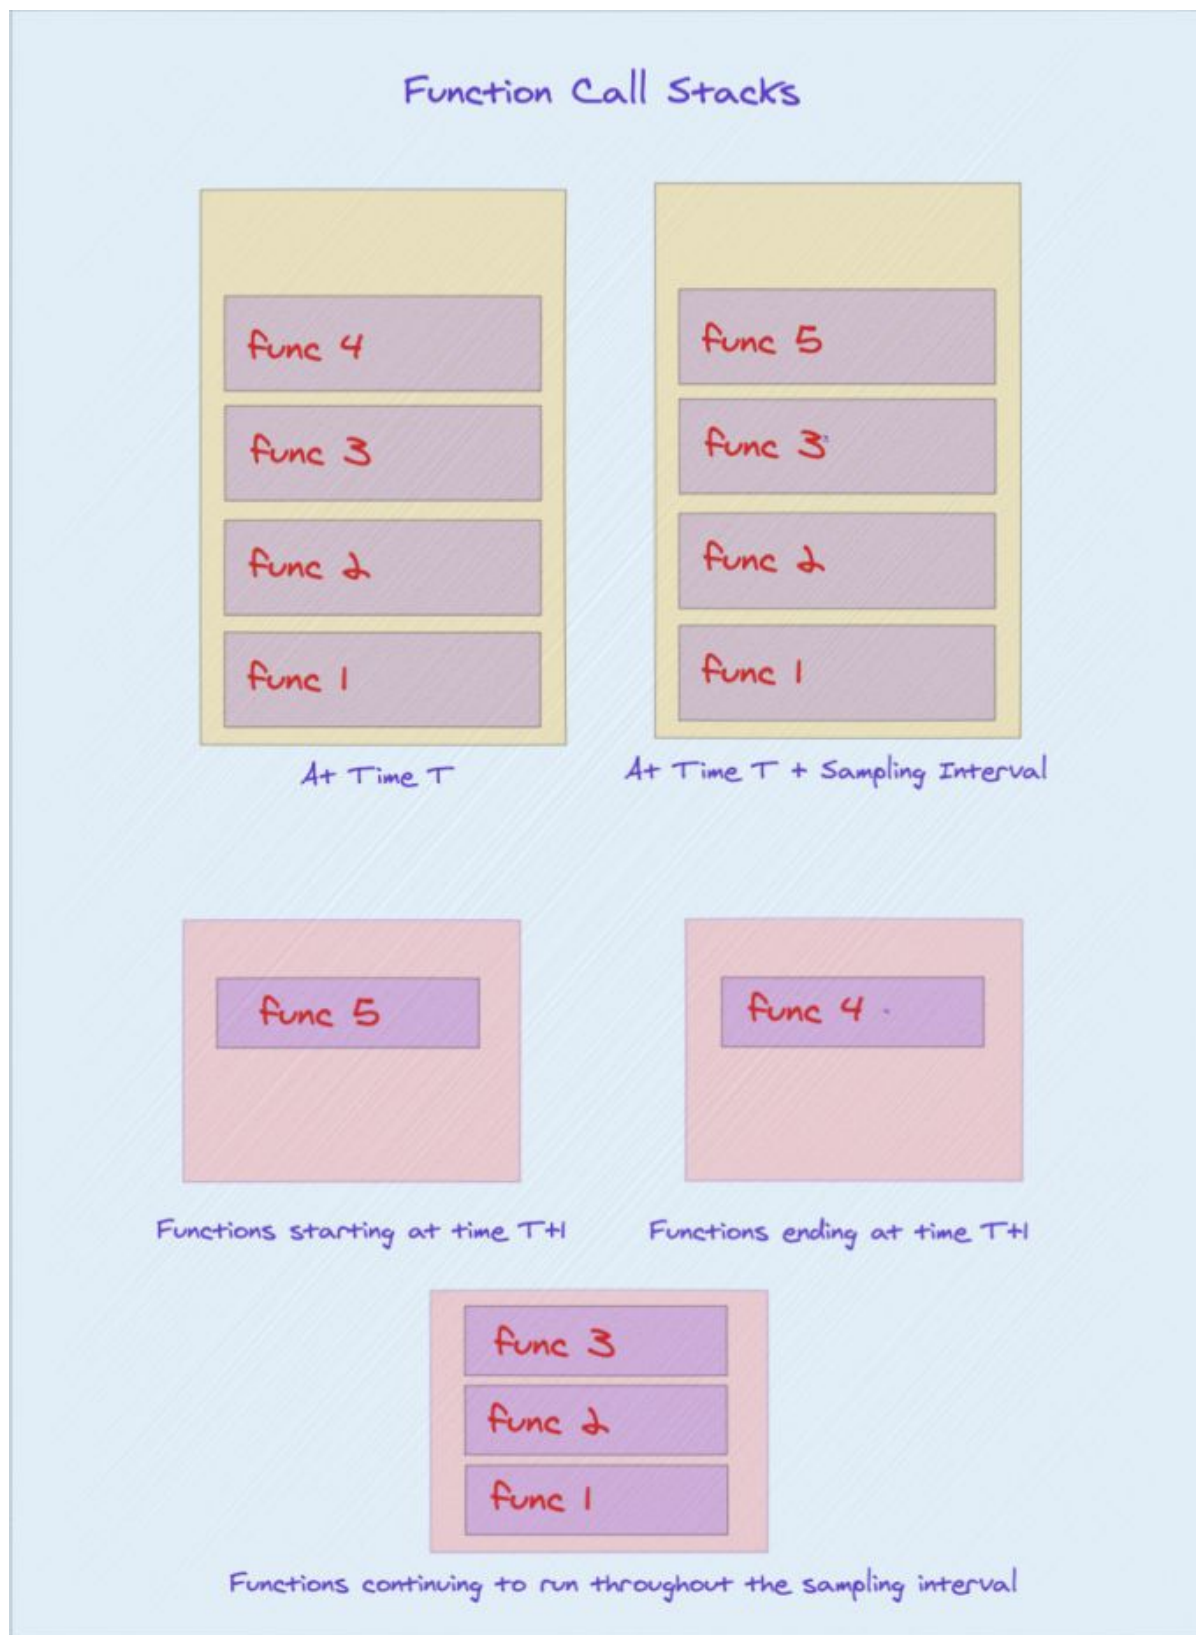 Function Call Stacks
func 4
func 3
func 2
func 1
At Time T
func 5
func 3
func 2
func 1
At Time T + Sampling Interval
func 5
Functions starting at time T+1
func 4
Functions ending at time T+1
func 3
func 2
func 1
Functions continuing to run throughout the sampling interval